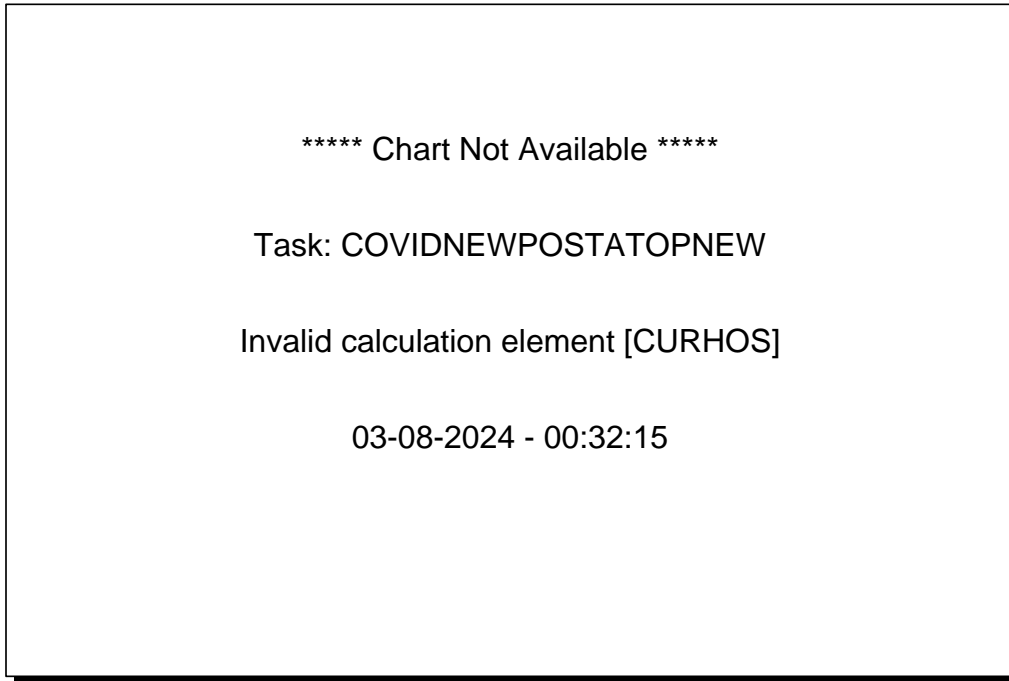 ***** Chart Not Available *****
Task: COVIDNEWPOSTATOPNEW
Invalid calculation element [CURHOS]
03-08-2024 - 00:32:15